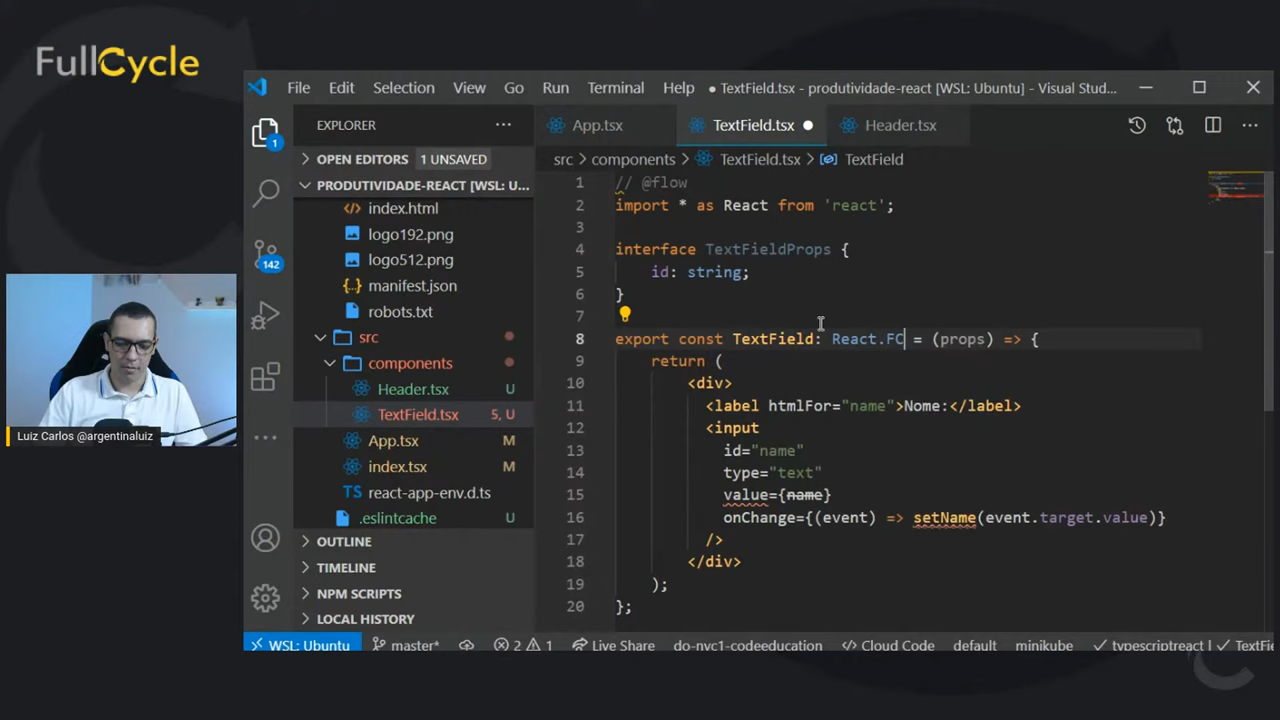 FullCycle
File Edit Selection View Go Run Terminal Help ● TextField.tsx - produtividade-react [WSL: Ubuntu] - Visual Stud...
EXPLORER ...
App.tsx TextField.tsx ● Header.tsx
OPEN EDITORS 1 UNSAVED
src > components > TextField.tsx > TextField
PRODUTIVIDADE-REACT [WSL: U...
index.html
logo192.png
logo512.png
manifest.json
robots.txt
src
components
Header.tsx U
TextField.tsx 5, U
App.tsx M
index.tsx M
react-app-env.d.ts
.eslintcache U
OUTLINE
TIMELINE
NPM SCRIPTS
LOCAL HISTORY
1
142
1 // @flow
2 import * as React from 'react';
3
4 interface TextFieldProps {
5 id: string;
6 }
7
8 export const TextField: React.FC = (props) => {
9 return (
10 <div>
11 <label htmlFor="name">Nome:</label>
12 <input
13 id="name"
14 type="text"
15 value={name}
16 onChange={(event) => setName(event.target.value)}
17 />
18 </div>
19 );
20 };
Luiz Carlos @argentinaluiz
WSL: Ubuntu master* 2 1 Live Share do-nyc1-codeeducation Code Cohen default minikube ✓ typescriptreact ✓ TextFie